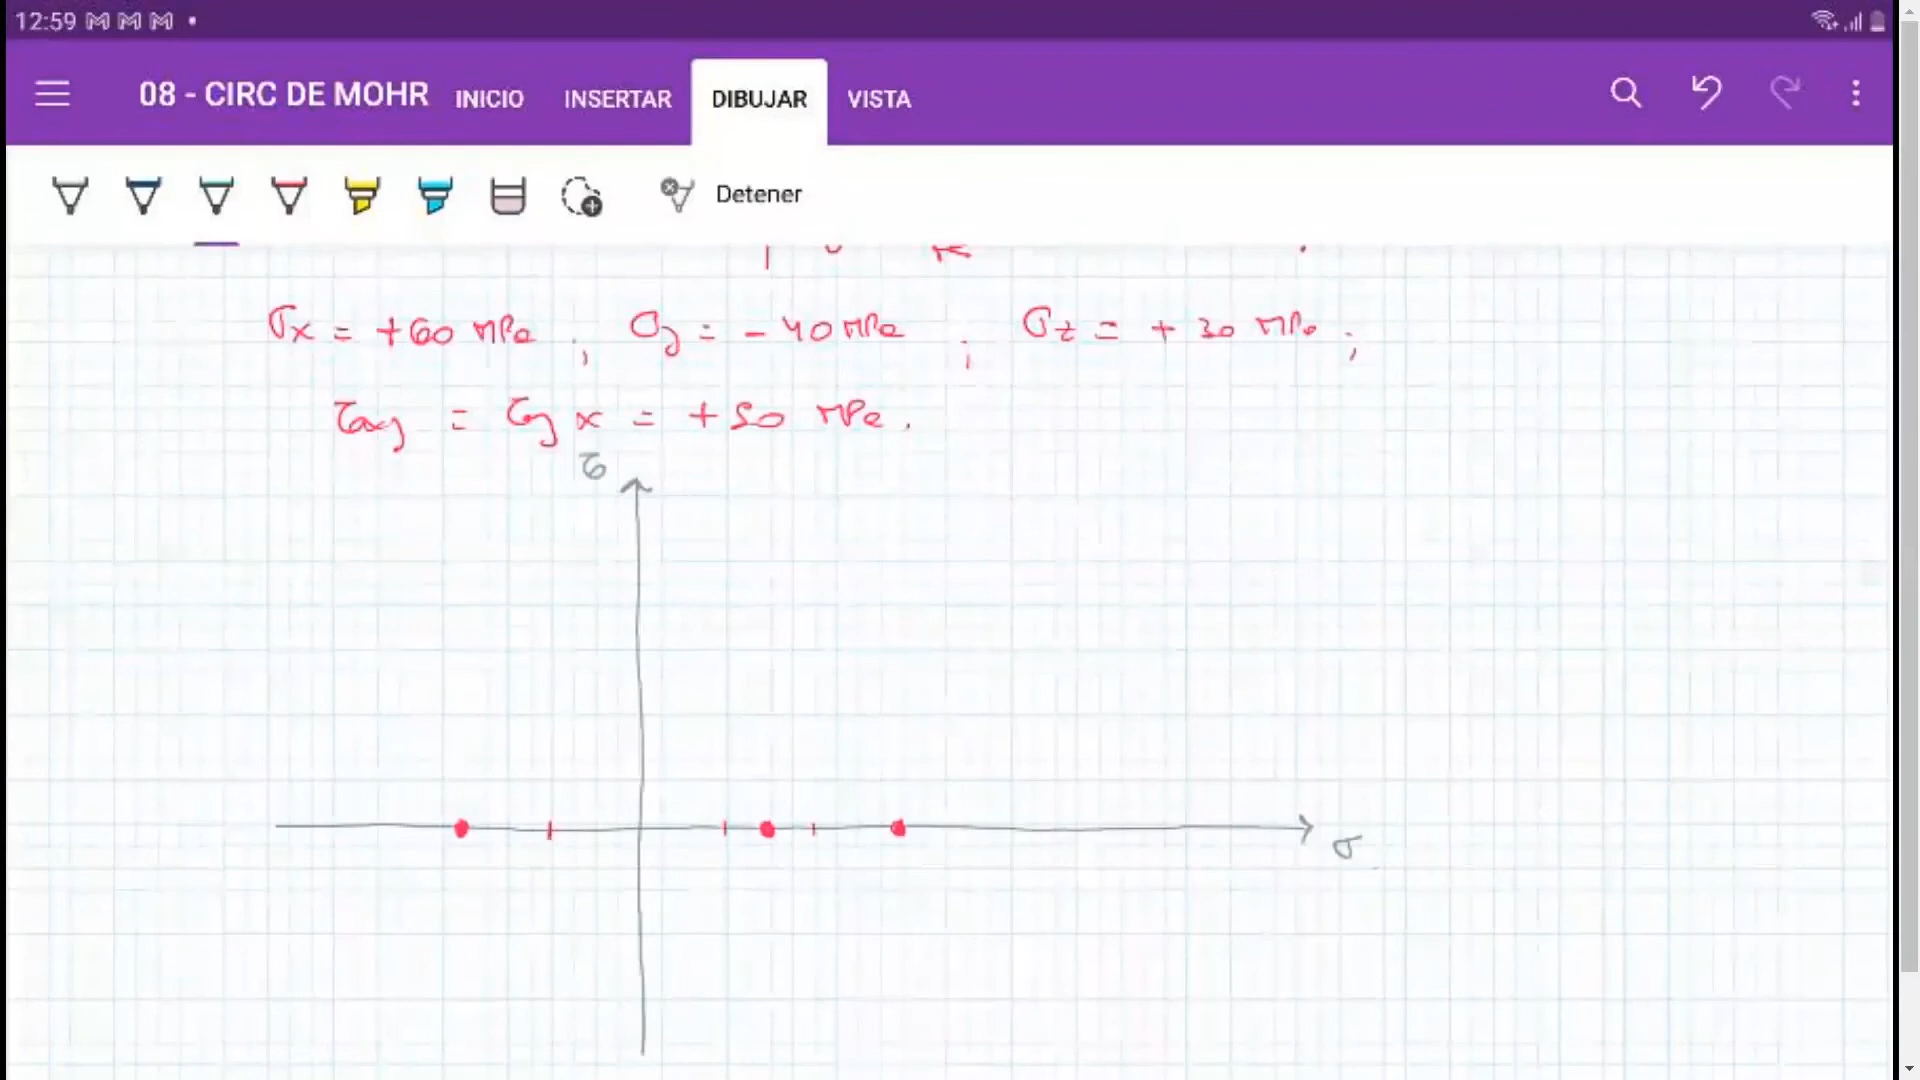 12:59
08 - CIRC DE MOHR INICIO INSERTAR DIBUJAR VISTA
Detener
σx = +60 MPa ; σy = - 40 MPa ; σz = + 30 MPa ;
τxy = τyx = +50 MPa.
τ
σ